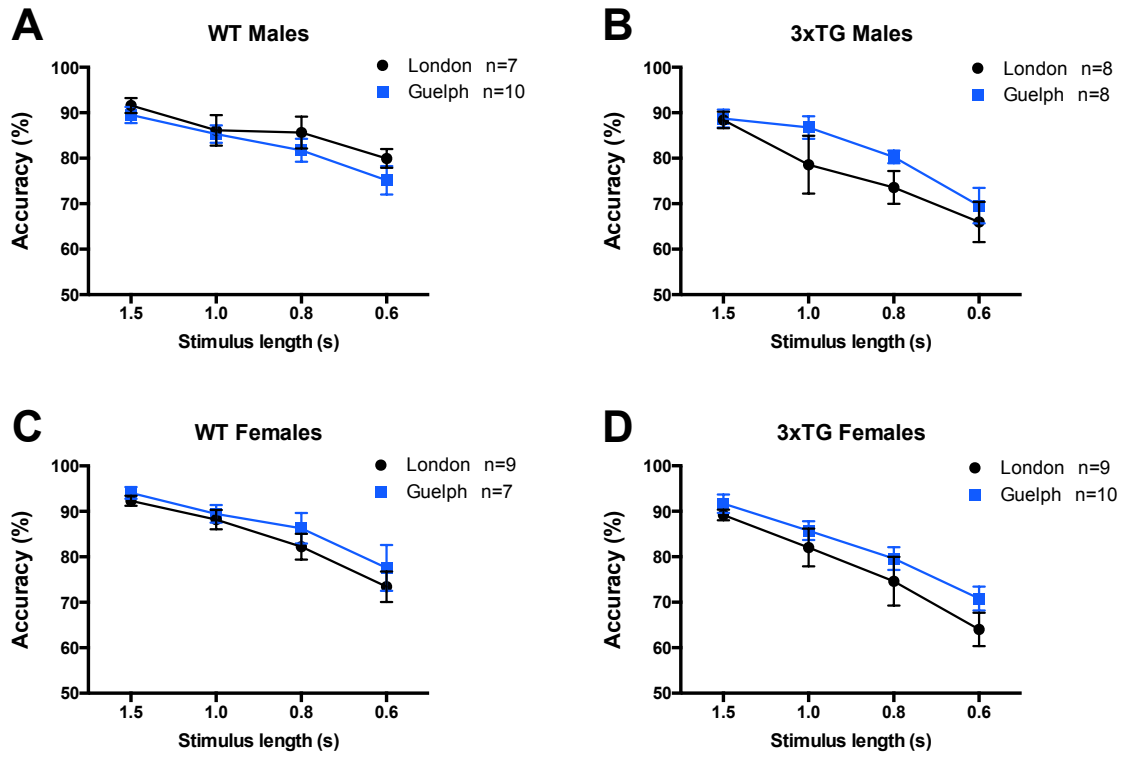 A
WT Males
London n=7
Guelph n=10
100
90
80
70
60
50
Accuracy (%)
1.5 1.0 0.8 0.6
Stimulus length (s)
B
3xTG Males
London n=8
Guelph n=8
100
90
80
70
60
50
Accuracy (%)
1.5 1.0 0.8 0.6
Stimulus length (s)
C
WT Females
London n=9
Guelph n=7
100
90
80
70
60
50
Accuracy (%)
1.5 1.0 0.8 0.6
Stimulus length (s)
D
3xTG Females
London n=9
Guelph n=10
100
90
80
70
60
50
Accuracy (%)
1.5 1.0 0.8 0.6
Stimulus length (s)